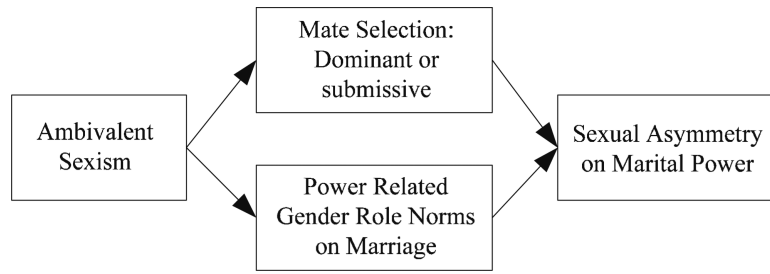 Ambivalent
Sexism
Mate Selection:
Dominant or
submissive
Power Related
Gender Role Norms
on Marriage
Sexual Asymmetry
on Marital Power